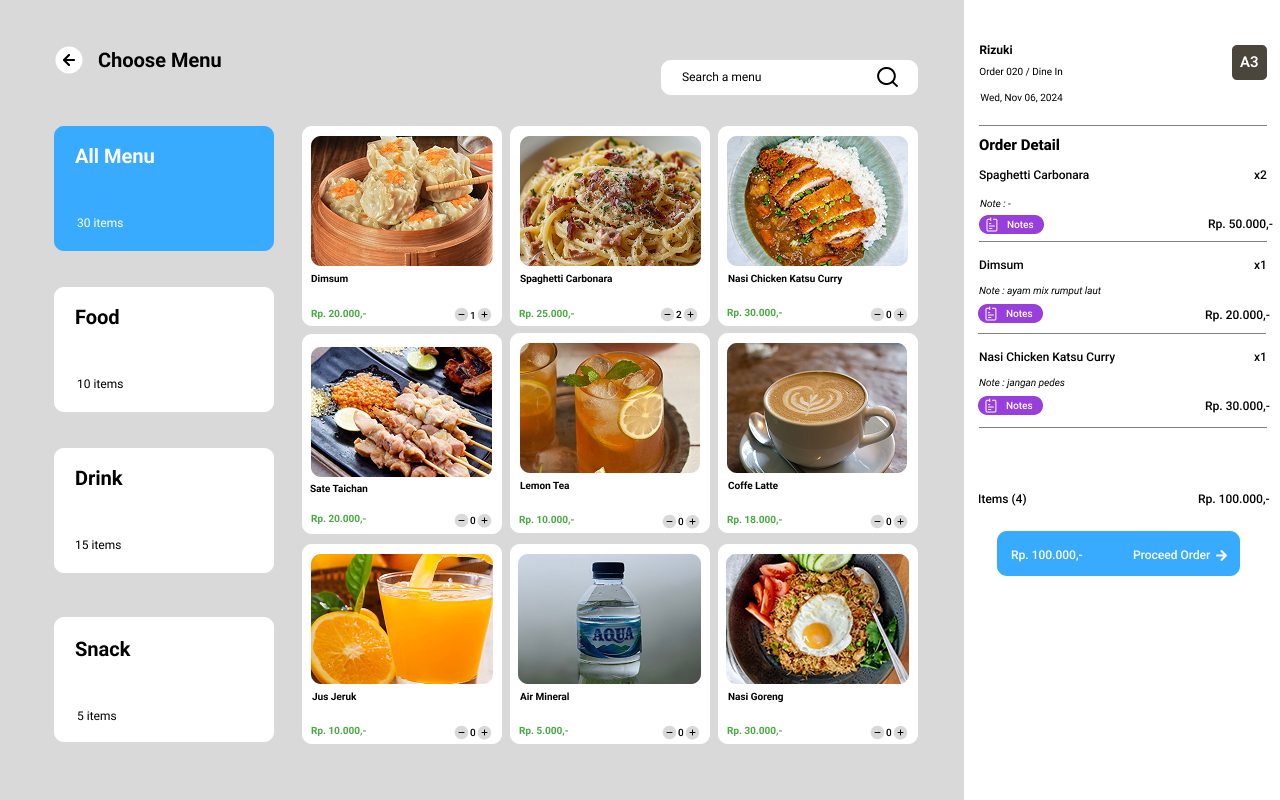 Choose Menu
Search a menu
All Menu
30 items
Food
10 items
Drink
15 items
Snack
5 items
Dimsum
Rp. 20.000,-
1
Spaghetti Carbonara
Rp. 25.000,-
2
Nasi Chicken Katsu Curry
Rp. 30.000,-
0
Sate Taichan
Rp. 20.000,-
0
Lemon Tea
Rp. 10.000,-
0
Coffe Latte
Rp. 18.000,-
0
Jus Jeruk
Rp. 10.000,-
0
AQUA
Air Mineral
Rp. 5.000,-
0
Nasi Goreng
Rp. 30.000,-
0
Rizuki
A3
Order 020 / Dine In
Wed, Nov 06, 2024
Order Detail
Spaghetti Carbonara x2
Note : -
Notes Rp. 50.000,-
Dimsum x1
Note : ayam mix rumput laut
Notes Rp. 20.000,-
Nasi Chicken Katsu Curry x1
Note : jangan pedes
Notes Rp. 30.000,-
Items (4) Rp. 100.000,-
Rp. 100.000,- Proceed Order